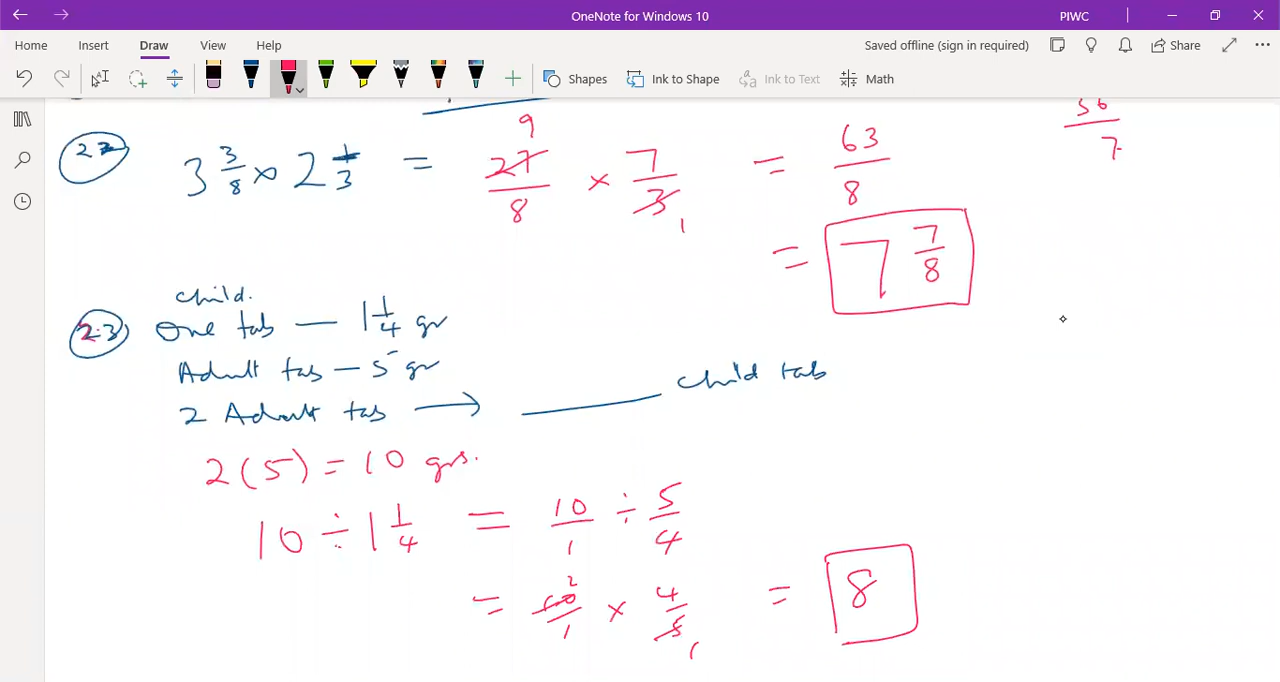 OneNote for Windows 10
PIWC
Home Insert Draw View Help
Saved offline (sign in required)
Share
Shapes
Ink to Shape
Ink to Text
Math
56
7
22 3 3/8 × 2 1/3 = 27/8 × 7/3 = 63/8
9
1
= 7 7/8
child.
2.3 One tab — 1 1/4 gr
Adult tab — 5 gr
2 Adult tab → ______ child tab
2(5) = 10 grs.
10 ÷ 1 1/4 = 10/1 ÷ 5/4
2
= 10/1 × 4/5 = 8
1